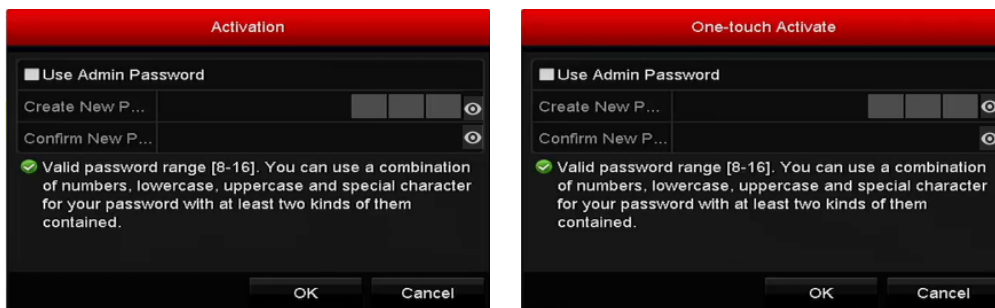 Activation
Use Admin Password
Create New P...
Confirm New P...
Valid password range [8-16]. You can use a combination
of numbers, lowercase, uppercase and special character
for your password with at least two kinds of them
contained.
OK Cancel
One-touch Activate
Use Admin Password
Create New P...
Confirm New P...
Valid password range [8-16]. You can use a combination
of numbers, lowercase, uppercase and special character
for your password with at least two kinds of them
contained.
OK Cancel